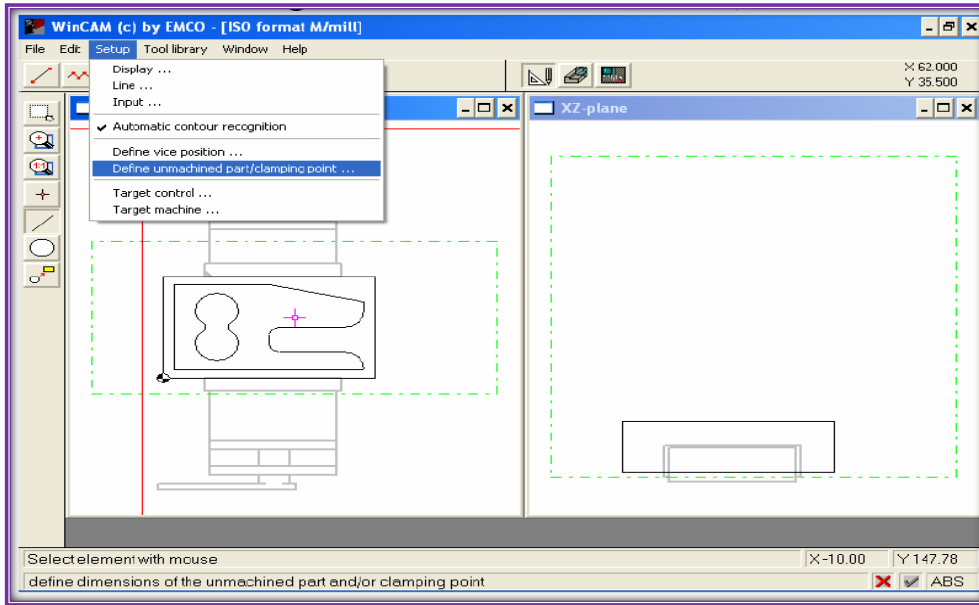 WinCAM (c) by EMCO - [ISO format M/mill]
File Edit Setup Tool library Window Help
X 62.000
Y 35.500
Display ...
Line ...
Input ...
Automatic contour recognition
Define vice position ...
Define unmachined part/clamping point ...
Target control ...
Target machine ...
XZ-plane
1:1
Select element with mouse
X-10.00
Y 147.78
define dimensions of the unmachined part and/or clamping point
ABS